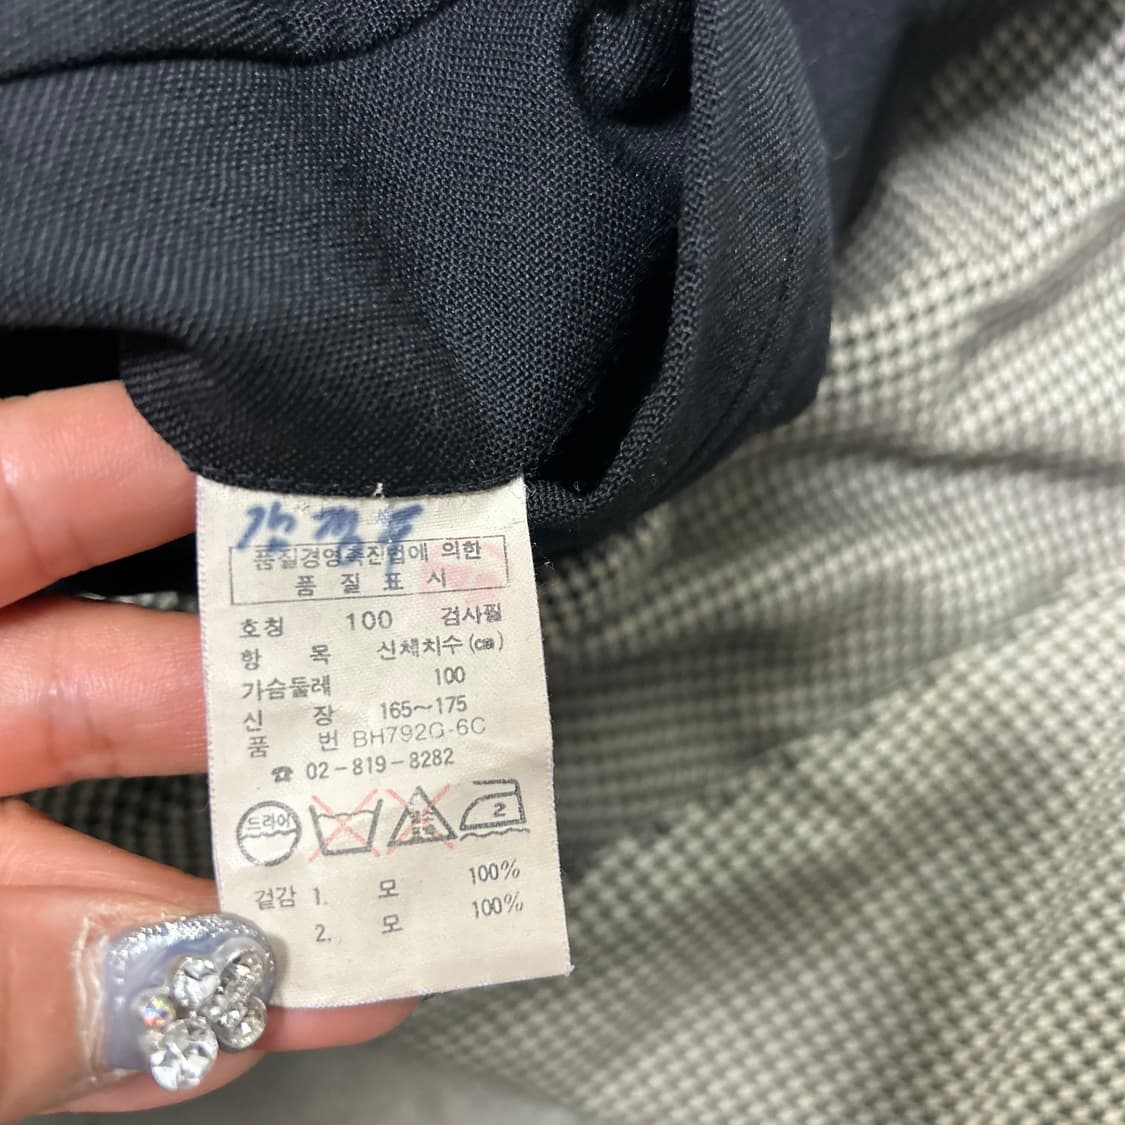 품질경영촉진법에 의한
품 질 표 시
호칭 100 검사필
항 목 신체치수(cm)
가슴둘레 100
신 장 165~175
품 번 BH792G-6C
☎ 02-819-8282
드라이
2
겉감 1. 모 100%
2. 모 100%